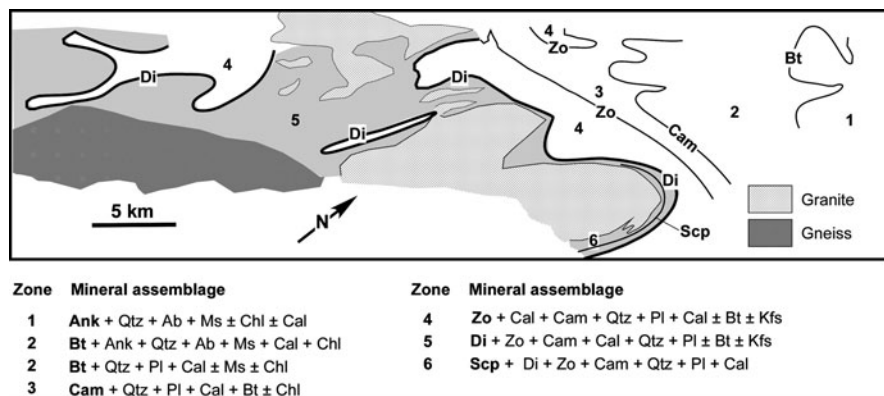 4
Zo
Bt
Di
4
Di
3
Zo
2
1
5
Di
4
Cam
Di
5 km
N
6
Scp
Granite
Gneiss
Zone Mineral assemblage
1 Ank + Qtz + Ab + Ms ± Chl ± Cal
2 Bt + Ank + Qtz + Ab + Ms + Cal + Chl
2 Bt + Qtz + Pl + Cal ± Ms ± Chl
3 Cam + Qtz + Pl + Cal + Bt ± Chl
Zone Mineral assemblage
4 Zo + Cal + Cam + Qtz + Pl + Cal ± Bt ± Kfs
5 Di + Zo + Cam + Cal + Qtz + Pl ± Bt ± Kfs
6 Scp + Di + Zo + Cam + Qtz + Pl + Cal